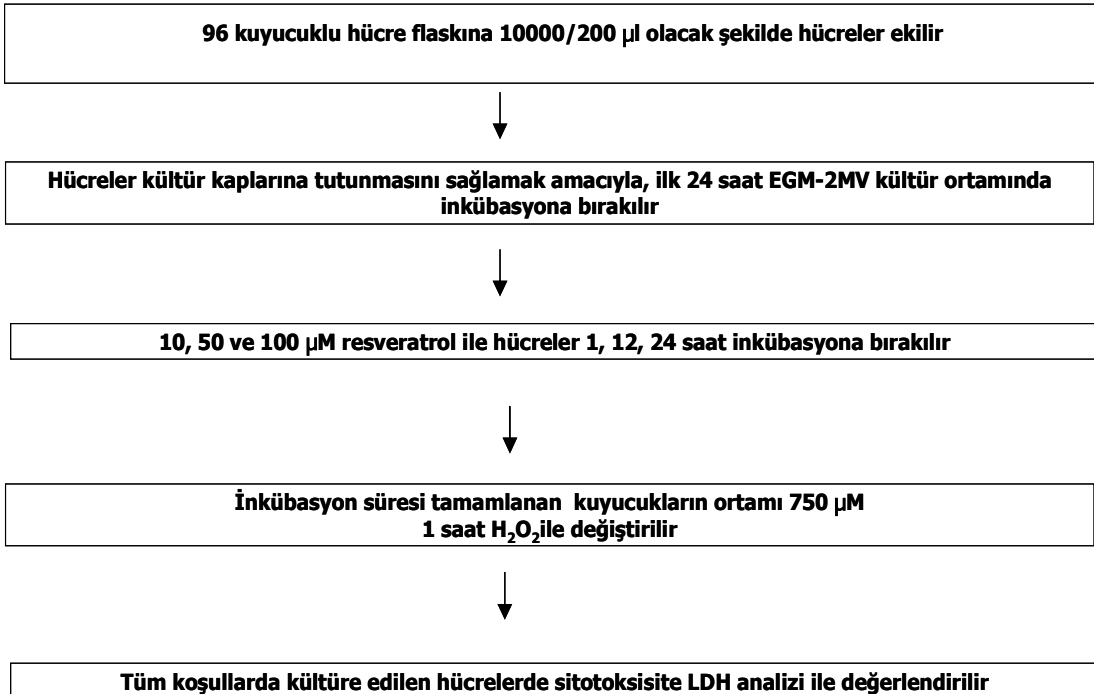 96 kuyucuklu hücre flaskına 10000/200 µl olacak şekilde hücreler ekilir
Hücreler kültür kaplarına tutunmasını sağlamak amacıyla, ilk 24 saat EGM-2MV kültür ortamında
inkübasyona bırakılır
10, 50 ve 100 µM resveratrol ile hücreler 1, 12, 24 saat inkübasyona bırakılır
İnkübasyon süresi tamamlanan kuyucukların ortamı 750 µM
1 saat H₂O₂ile değiştirilir
Tüm koşullarda kültüre edilen hücrelerde sitotoksisite LDH analizi ile değerlendirilir